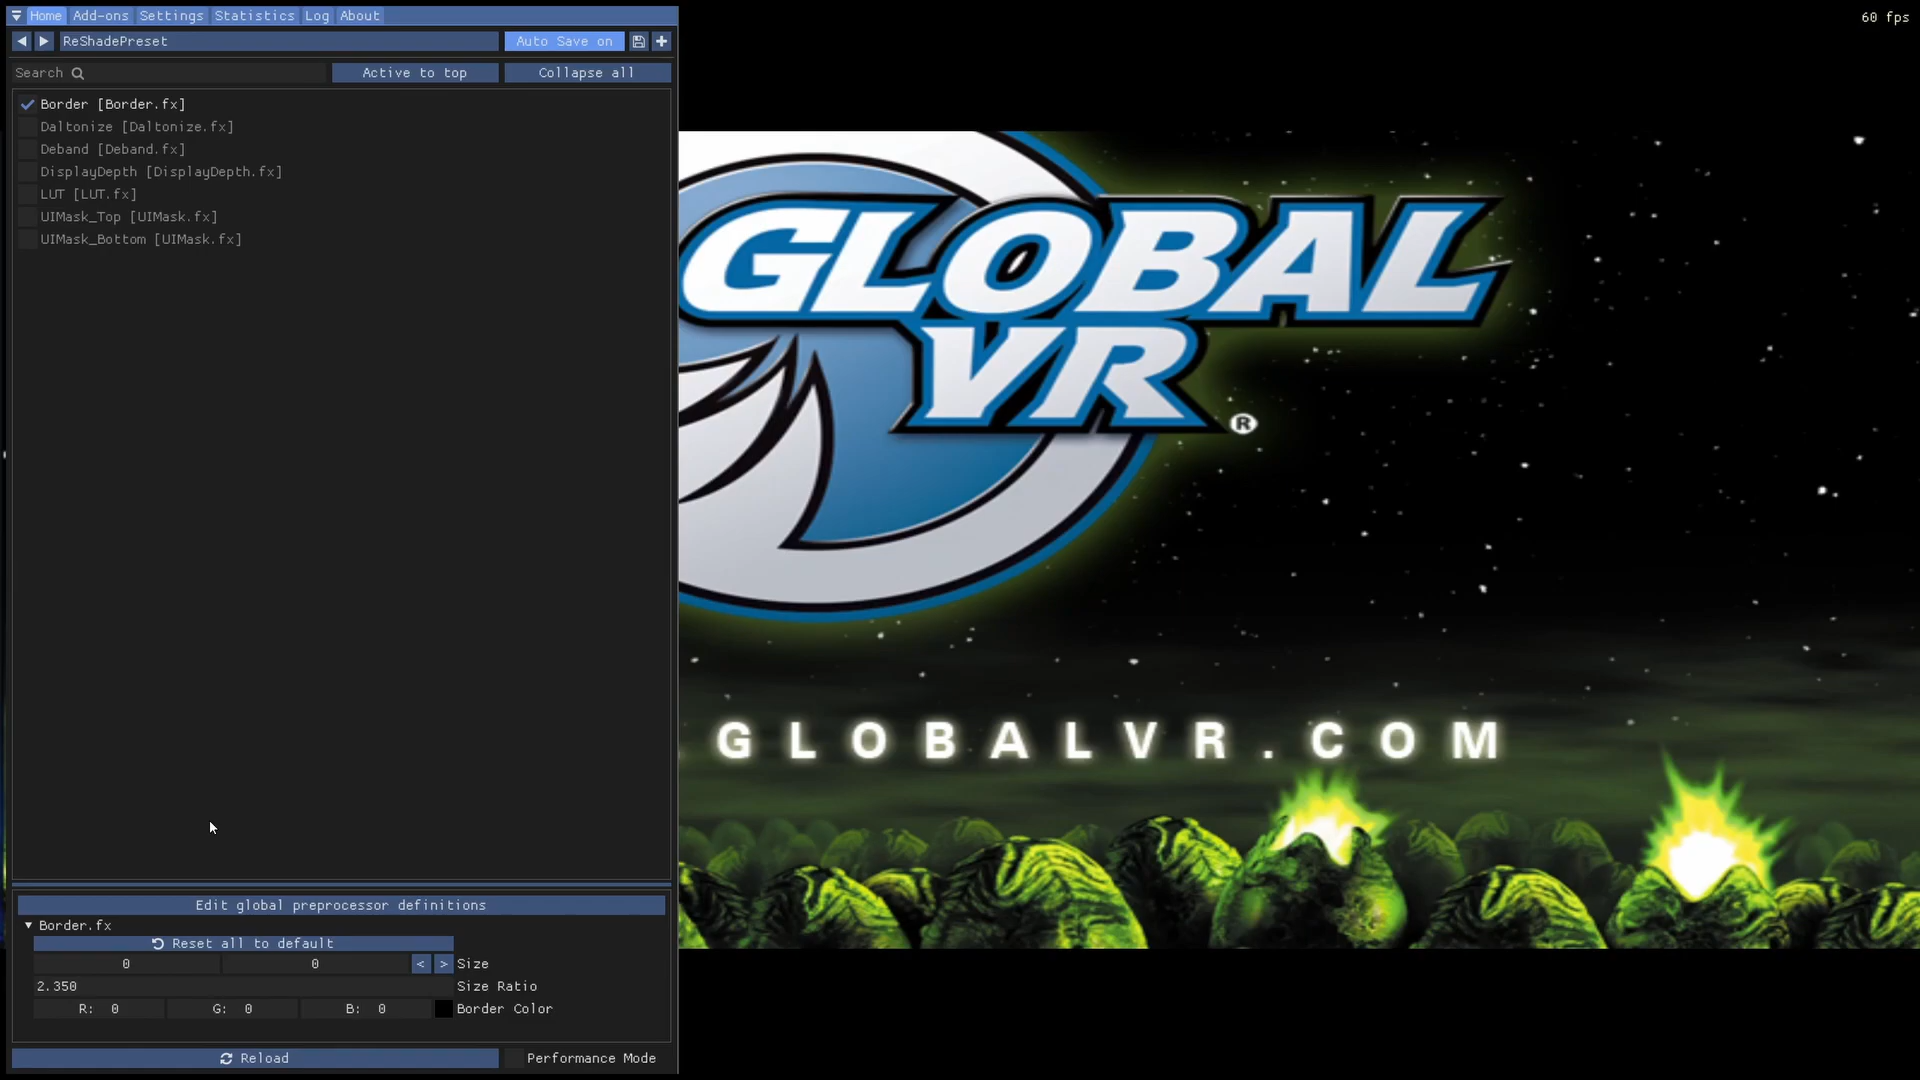 Home Add-ons Settings Statistics Log About
60 fps
ReShadePreset Auto Save on
Search Active to top Collapse all
Border [Border.fx]
Daltonize [Daltonize.fx]
Deband [Deband.fx]
DisplayDepth [DisplayDepth.fx]
LUT [LUT.fx]
UIMask_Top [UIMask.fx]
UIMask_Bottom [UIMask.fx]
GLOBAL
VR ®
.GLOBALVR.COM
Edit global preprocessor definitions
Border.fx
Reset all to default
0 0 < > Size
2.350 Size Ratio
R: 0 G: 0 B: 0 Border Color
Reload Performance Mode